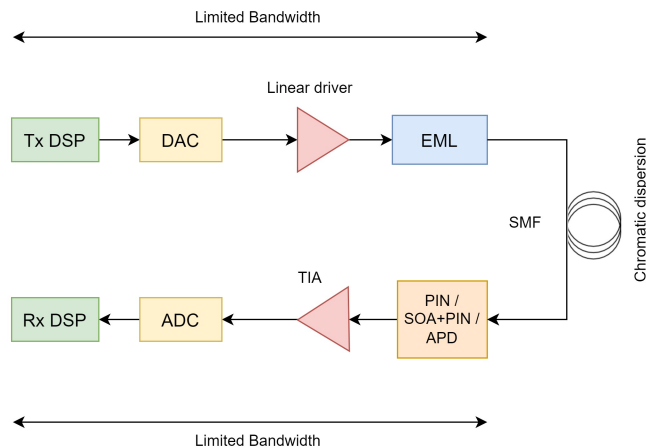 Limited Bandwidth
Linear driver
Tx DSP
DAC
EML
SMF
Chromatic dispersion
TIA
Rx DSP
ADC
PIN /
SOA+PIN /
APD
Limited Bandwidth